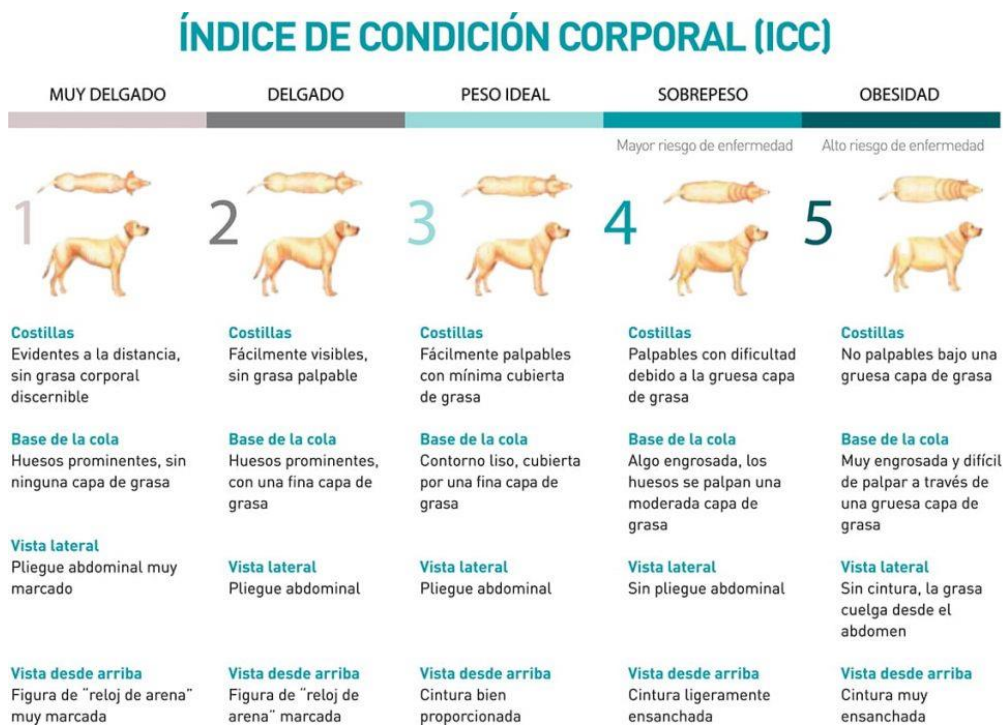 ÍNDICE DE CONDICIÓN CORPORAL (ICC)
MUY DELGADO
DELGADO
PESO IDEAL
SOBREPESO
OBESIDAD
Mayor riesgo de enfermedad
Alto riesgo de enfermedad
1
2
3
4
5
Costillas
Evidentes a la distancia,
sin grasa corporal
discernible
Base de la cola
Huesos prominentes, sin
ninguna capa de grasa
Vista lateral
Pliegue abdominal muy
marcado
Vista desde arriba
Figura de "reloj de arena"
muy marcada
Costillas
Fácilmente visibles,
sin grasa palpable
Base de la cola
Huesos prominentes,
con una fina capa de
grasa
Vista lateral
Pliegue abdominal
Vista desde arriba
Figura de "reloj de
arena" marcada
Costillas
Fácilmente palpables
con mínima cubierta
de grasa
Base de la cola
Contorno liso, cubierta
por una fina capa de
grasa
Vista lateral
Pliegue abdominal
Vista desde arriba
Cintura bien
proporcionada
Costillas
Palpables con dificultad
debido a la gruesa capa
de grasa
Base de la cola
Algo engrosada, los
huesos se palpan una
moderada capa de
grasa
Vista lateral
Sin pliegue abdominal
Vista desde arriba
Cintura ligeramente
ensanchada
Costillas
No palpables bajo una
gruesa capa de grasa
Base de la cola
Muy engrosada y difícil
de palpar a través de
una gruesa capa de
grasa
Vista lateral
Sin cintura, la grasa
cuelga desde el
abdomen
Vista desde arriba
Cintura muy
ensanchada